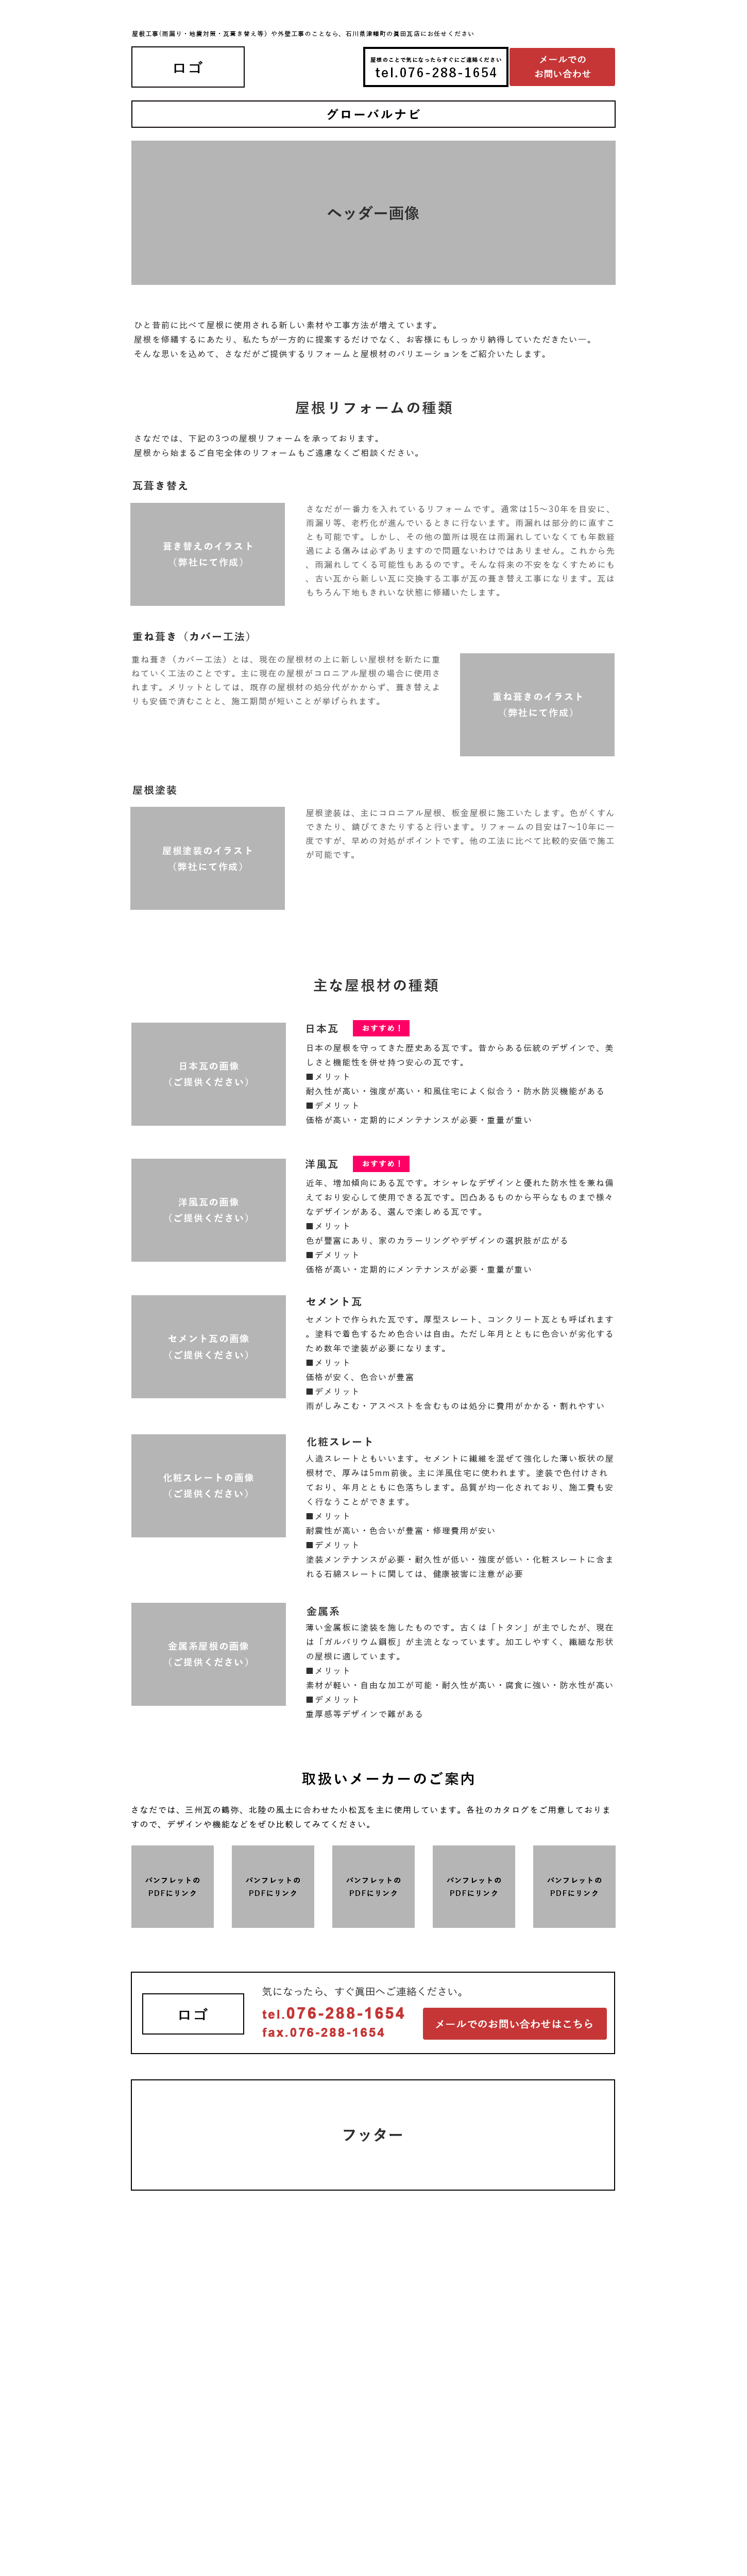 屋根工事(雨漏り・地震対策・瓦葺き替え等）や外壁工事のことなら、石川県津幡町の眞田瓦店にお任せください
ロゴ
屋根のことで気になったらすぐにご連絡ください
tel.076-288-1654
メールでの
お問い合わせ
グローバルナビ
ヘッダー画像
ひと昔前に比べて屋根に使用される新しい素材や工事方法が増えています。
屋根を修繕するにあたり、私たちが一方的に提案するだけでなく、お客様にもしっかり納得していただきたい―。
そんな思いを込めて、さなだがご提供するリフォームと屋根材のバリエーションをご紹介いたします。
屋根リフォームの種類
さなだでは、下記の3つの屋根リフォームを承っております。
屋根から始まるご自宅全体のリフォームもご遠慮なくご相談ください。
瓦葺き替え
葺き替えのイラスト
（弊社にて作成）
さなだが一番力を入れているリフォームです。通常は15〜30年を目安に、
雨漏り等、老朽化が進んでいるときに行ないます。雨漏れは部分的に直すこ
とも可能です。しかし、その他の箇所は現在は雨漏れしていなくても年数経
過による傷みは必ずありますので問題ないわけではありません。これから先
、雨漏れしてくる可能性もあるのです。そんな将来の不安をなくすためにも
、古い瓦から新しい瓦に交換する工事が瓦の葺き替え工事になります。瓦は
もちろん下地もきれいな状態に修繕いたします。
重ね葺き（カバー工法）
重ね葺き（カバー工法）とは、現在の屋根材の上に新しい屋根材を新たに重
ねていく工法のことです。主に現在の屋根がコロニアル屋根の場合に使用さ
れます。メリットとしては、既存の屋根材の処分代がかからず、葺き替えよ
りも安価で済むことと、施工期間が短いことが挙げられます。
重ね葺きのイラスト
（弊社にて作成）
屋根塗装
屋根塗装のイラスト
（弊社にて作成）
屋根塗装は、主にコロニアル屋根、板金屋根に施工いたします。色がくすん
できたり、錆びてきたりすると行います。リフォームの目安は7〜10年に一
度ですが、早めの対処がポイントです。他の工法に比べて比較的安価で施工
が可能です。
主な屋根材の種類
日本瓦の画像
（ご提供ください）
日本瓦
おすすめ！
日本の屋根を守ってきた歴史ある瓦です。昔からある伝統のデザインで、美
しさと機能性を併せ持つ安心の瓦です。
■メリット
耐久性が高い・強度が高い・和風住宅によく似合う・防水防災機能がある
■デメリット
価格が高い・定期的にメンテナンスが必要・重量が重い
洋風瓦の画像
（ご提供ください）
洋風瓦
おすすめ！
近年、増加傾向にある瓦です。オシャレなデザインと優れた防水性を兼ね備
えており安心して使用できる瓦です。凹凸あるものから平らなものまで様々
なデザインがある、選んで楽しめる瓦です。
■メリット
色が豊富にあり、家のカラーリングやデザインの選択肢が広がる
■デメリット
価格が高い・定期的にメンテナンスが必要・重量が重い
セメント瓦の画像
（ご提供ください）
セメント瓦
セメントで作られた瓦です。厚型スレート、コンクリート瓦とも呼ばれます
。塗料で着色するため色合いは自由。ただし年月とともに色合いが劣化する
ため数年で塗装が必要になります。
■メリット
価格が安く、色合いが豊富
■デメリット
雨がしみこむ・アスベストを含むものは処分に費用がかかる・割れやすい
化粧スレートの画像
（ご提供ください）
化粧スレート
人造スレートともいいます。セメントに繊維を混ぜて強化した薄い板状の屋
根材で、厚みは5mm前後。主に洋風住宅に使われます。塗装で色付けされ
ており、年月とともに色落ちします。品質が均一化されており、施工費も安
く行なうことができます。
■メリット
耐震性が高い・色合いが豊富・修理費用が安い
■デメリット
塗装メンテナンスが必要・耐久性が低い・強度が低い・化粧スレートに含ま
れる石綿スレートに関しては、健康被害に注意が必要
金属系屋根の画像
（ご提供ください）
金属系
薄い金属板に塗装を施したものです。古くは「トタン」が主でしたが、現在
は「ガルバリウム鋼板」が主流となっています。加工しやすく、繊細な形状
の屋根に適しています。
■メリット
素材が軽い・自由な加工が可能・耐久性が高い・腐食に強い・防水性が高い
■デメリット
重厚感等デザインで難がある
取扱いメーカーのご案内
さなだでは、三州瓦の鶴弥、北陸の風土に合わせた小松瓦を主に使用しています。各社のカタログをご用意しておりま
すので、デザインや機能などをぜひ比較してみてください。
パンフレットの
PDFにリンク
パンフレットの
PDFにリンク
パンフレットの
PDFにリンク
パンフレットの
PDFにリンク
パンフレットの
PDFにリンク
ロゴ
気になったら、すぐ眞田へご連絡ください。
tel.076-288-1654
fax.076-288-1654
メールでのお問い合わせはこちら
フッター